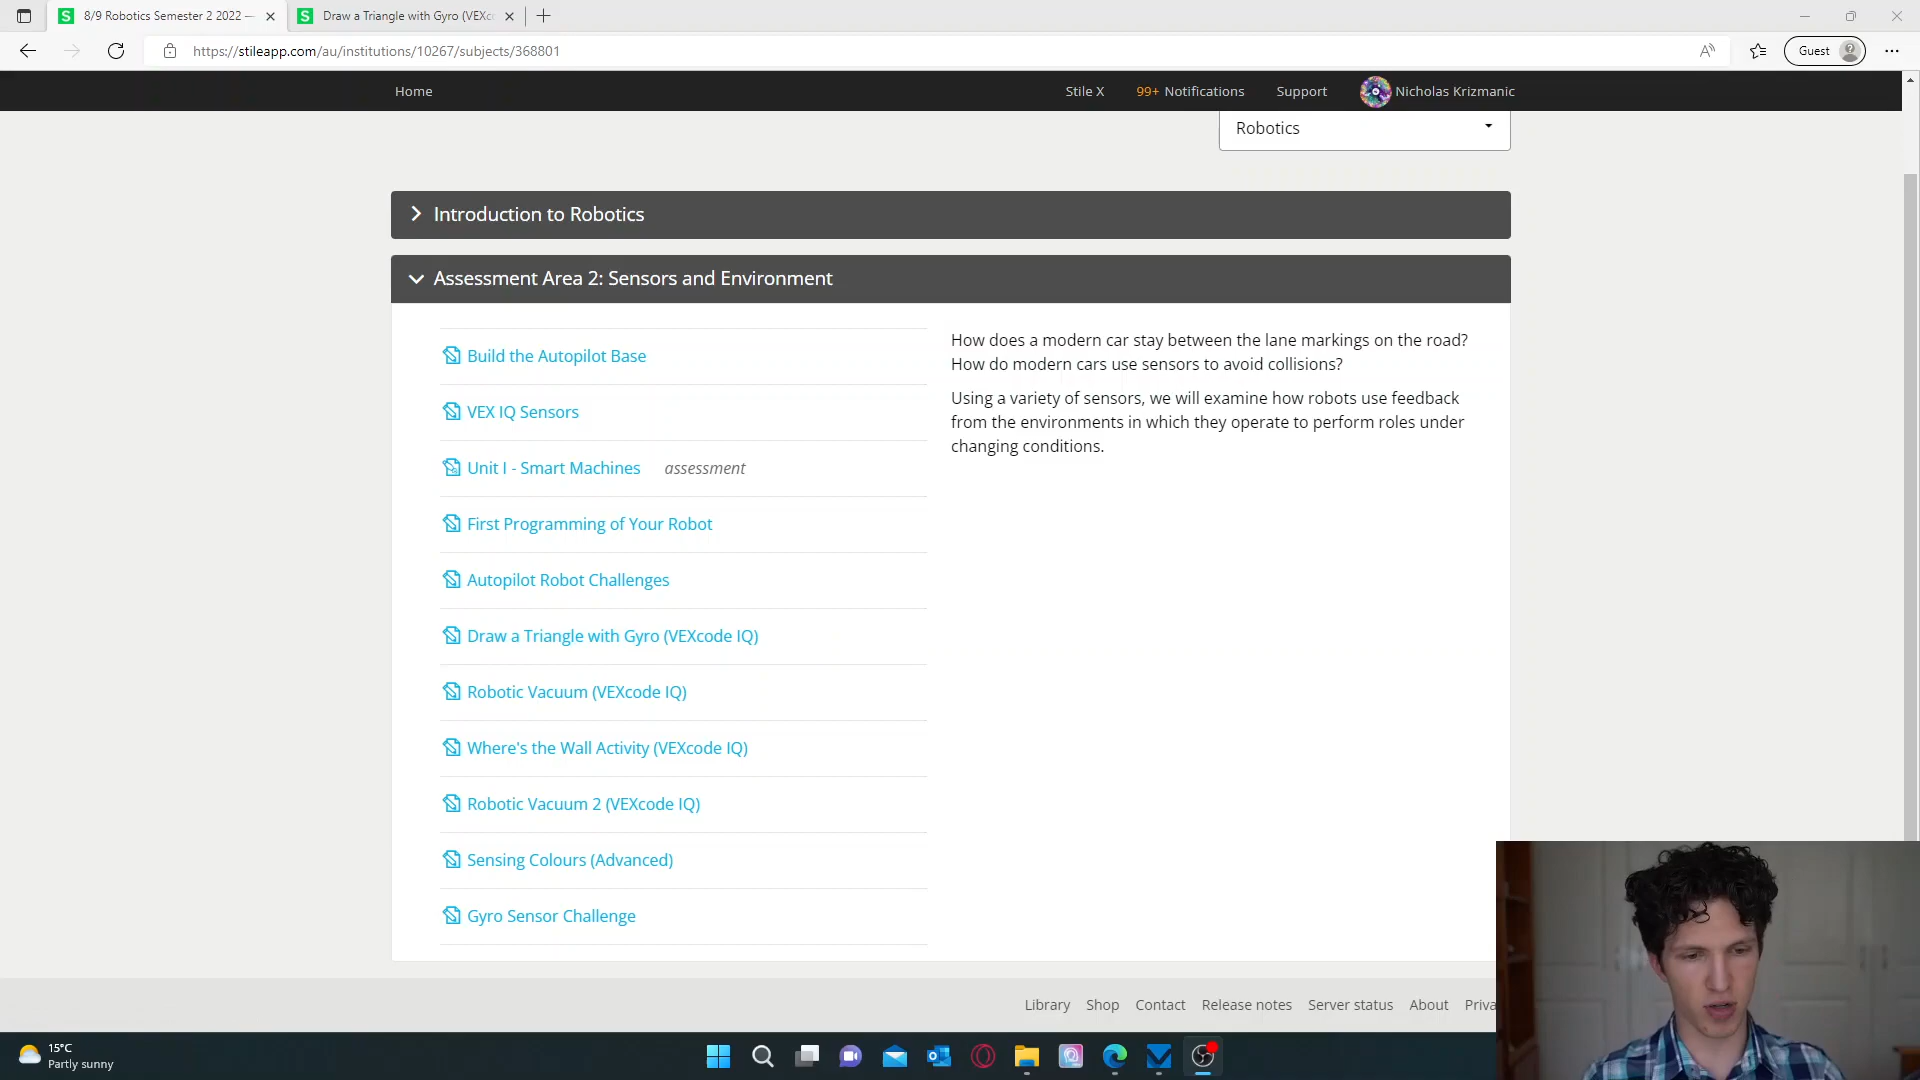 8/9 Robotics Semester 2 2022 —
Draw a Triangle with Gyro (VEXc
https://stileapp.com/au/institutions/10267/subjects/368801
Guest
Home
Stile X
99+ Notifications
Support
Nicholas Krizmanic
Robotics
Introduction to Robotics
Assessment Area 2: Sensors and Environment
Build the Autopilot Base
VEX IQ Sensors
Unit I - Smart Machines assessment
First Programming of Your Robot
Autopilot Robot Challenges
Draw a Triangle with Gyro (VEXcode IQ)
Robotic Vacuum (VEXcode IQ)
Where's the Wall Activity (VEXcode IQ)
Robotic Vacuum 2 (VEXcode IQ)
Sensing Colours (Advanced)
Gyro Sensor Challenge
How does a modern car stay between the lane markings on the road?
How do modern cars use sensors to avoid collisions?
Using a variety of sensors, we will examine how robots use feedback
from the environments in which they operate to perform roles under
changing conditions.
Library
Shop
Contact
Release notes
Server status
About
Priva
15°C
Partly sunny